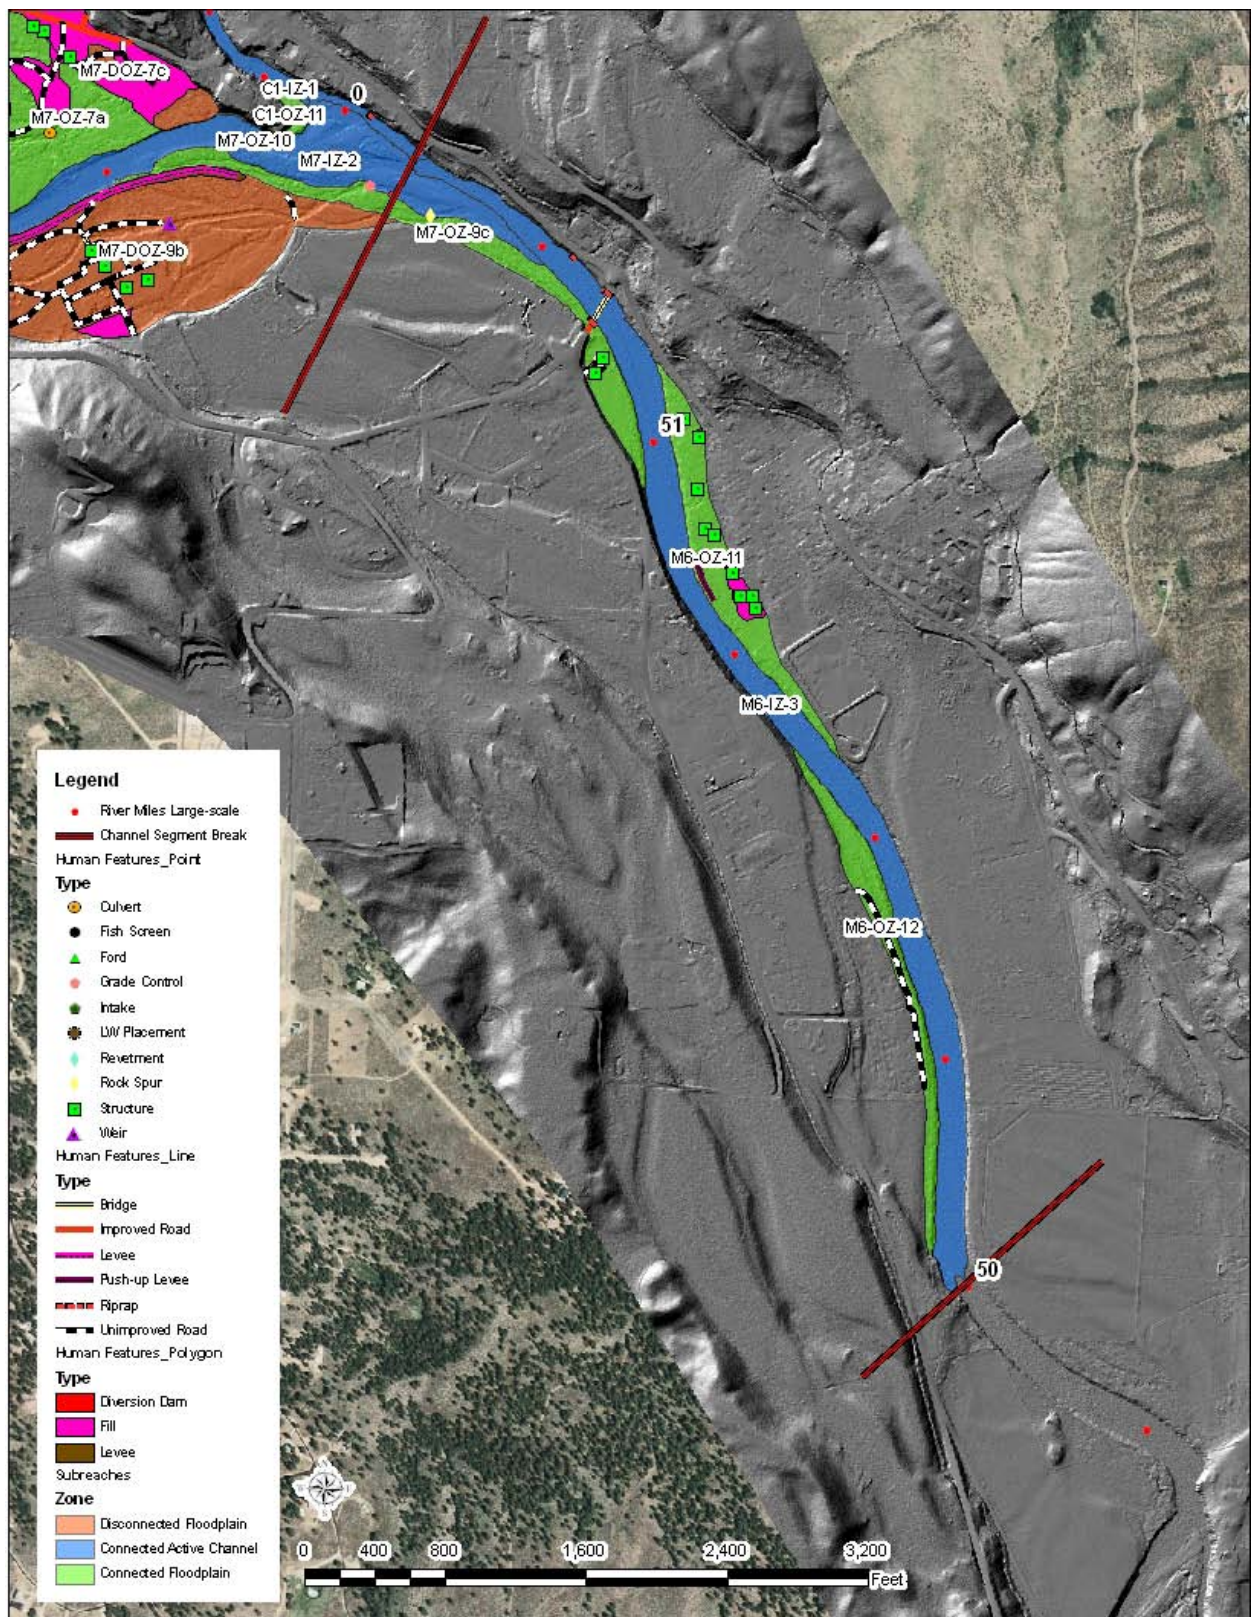 M7-DOZ-7c
C1-IZ-1
0
M7-OZ-7a
C1-OZ-11
M7-OZ-10
M7-IZ-2
M7-OZ-9c
M7-DOZ-9b
51
M6-OZ-11
M6-IZ-3
M6-OZ-12
50
Legend
River Miles Large-scale
Channel Segment Break
Human Features_Point
Type
Culvert
Fish Screen
Ford
Grade Control
Intake
LW Placement
Revetment
Rock Spur
Structure
Weir
Human Features_Line
Type
Bridge
Improved Road
Levee
Push-up Levee
Riprap
Unimproved Road
Human Features_Polygon
Type
Diversion Dam
Fill
Levee
Subreaches
Zone
Disconnected Floodplain
Connected Active Channel
Connected Floodplain
0 400 800 1,600 2,400 3,200
Feet